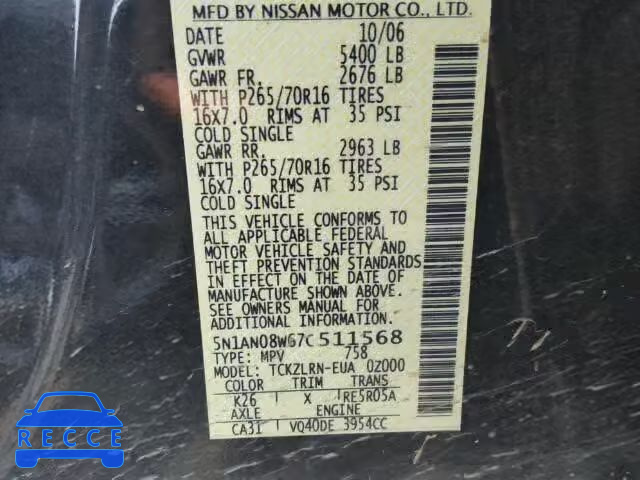 MFD BY NISSAN MOTOR CO., LTD.
DATE 10/06
GVWR 5400 LB
GAWR FR. 2676 LB
WITH P265/70R16 TIRES
16X7.0 RIMS AT 35 PSI
COLD SINGLE
GAWR RR. 2963 LB
WITH P265/70R16 TIRES
16X7.0 RIMS AT 35 PSI
COLD SINGLE
THIS VEHICLE CONFORMS TO
ALL APPLICABLE FEDERAL
MOTOR VEHICLE SAFETY AND
THEFT PREVENTION STANDARDS
IN EFFECT ON THE DATE OF
MANUFACTURE SHOWN ABOVE.
SEE OWNERS MANUAL FOR
ADDITIONAL INFORMATION.
5N1AN08W67C511568
TYPE: MPV 758
MODEL: TCKZLRN-EUA 0Z000
COLOR TRIM TRANS
K26 X RE5R05A
AXLE ENGINE
CA31 VQ40DE 3954CC